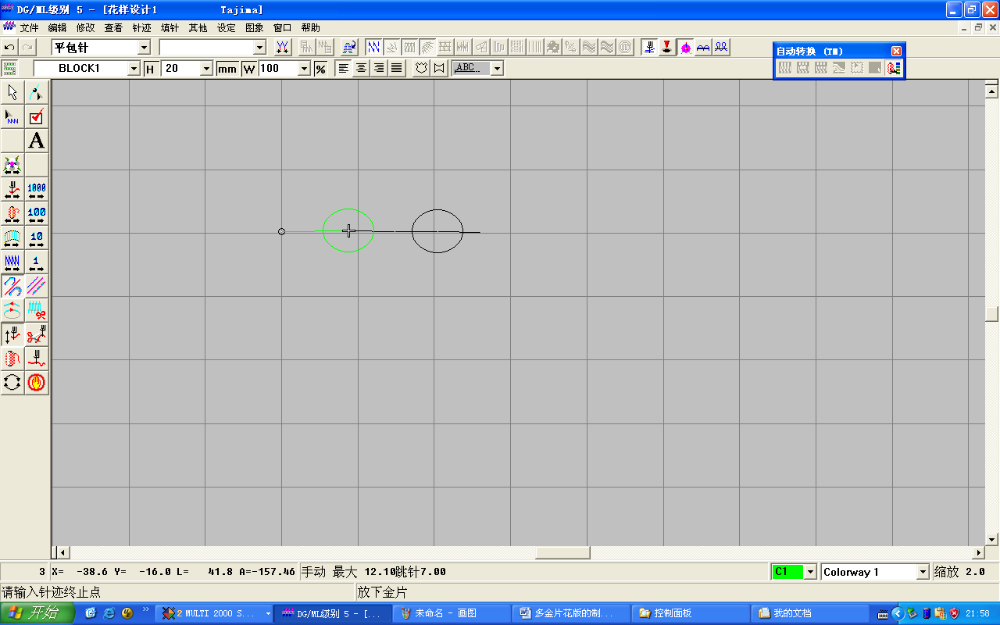 DG/ML级别 5 - [花样设计1 Tajima]
文件 编辑 修改 查看 针迹 填针 其他 设定 图象 窗口 帮助
平包针
自动转换 (TM)
BLOCK1 H 20 mm W 100 % ABC...
A
1000
100
10
1
3 X= -38.6 Y= -16.0 L= 41.8 A=-157.46 手动 最大 12.10跳针7.00 C1 Colorway 1 缩放 2.0
请输入针迹终止点 放下金片
开始 » 2 MULTI 2000 S... DG/ML级别 5 - [... 未命名 - 画图 多金片花版的制... 控制面板 我的文档 21:58